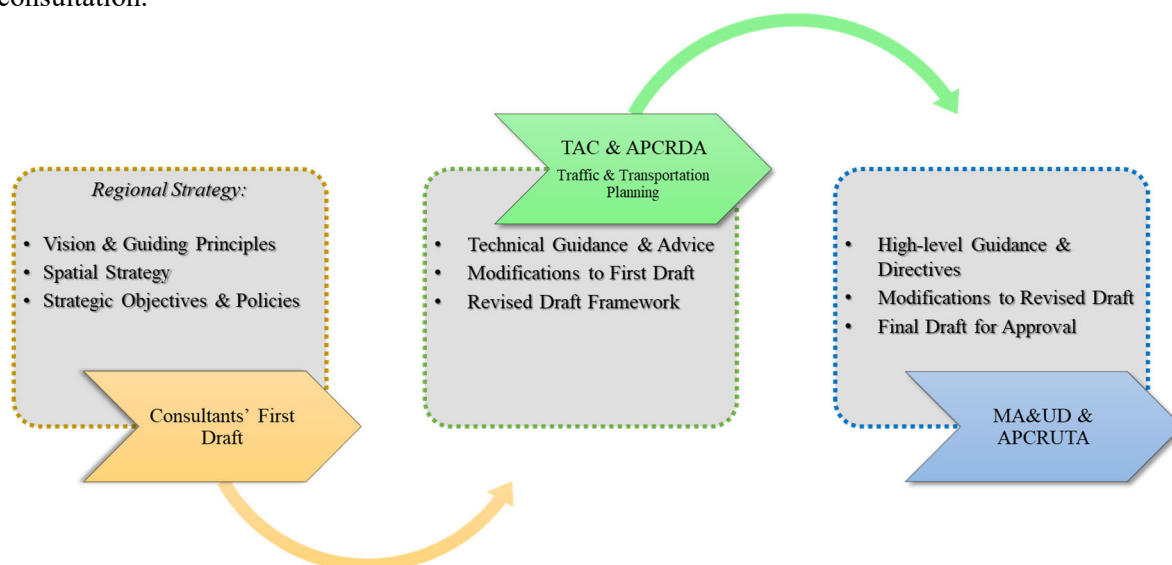 consultation.
Regional Strategy:
• Vision & Guiding Principles
• Spatial Strategy
• Strategic Objectives & Policies
Consultants' First
Draft
TAC & APCRDA
Traffic & Transportation
Planning
• Technical Guidance & Advice
• Modifications to First Draft
• Revised Draft Framework
• High-level Guidance &
Directives
• Modifications to Revised Draft
• Final Draft for Approval
MA&UD &
APCRUTA